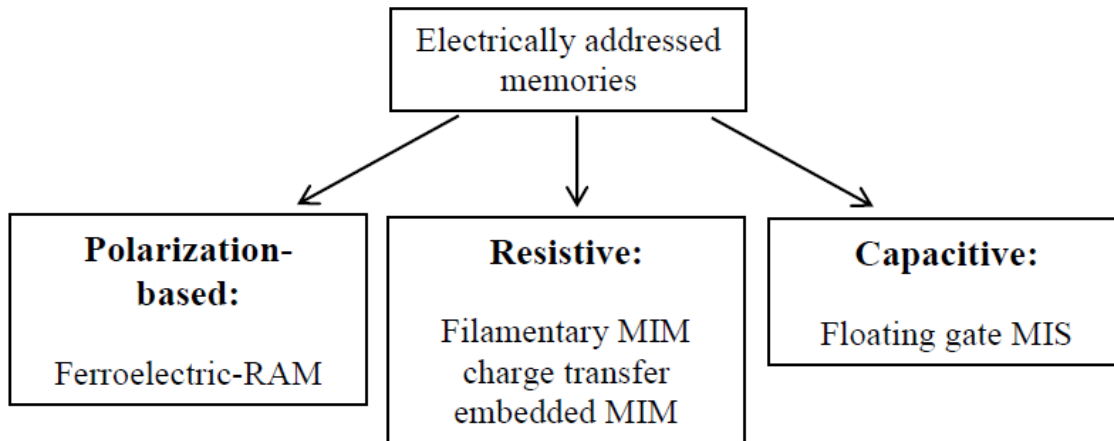 Electrically addressed
memories
Polarization-
based:
Ferroelectric-RAM
Resistive:
Filamentary MIM
charge transfer
embedded MIM
Capacitive:
Floating gate MIS